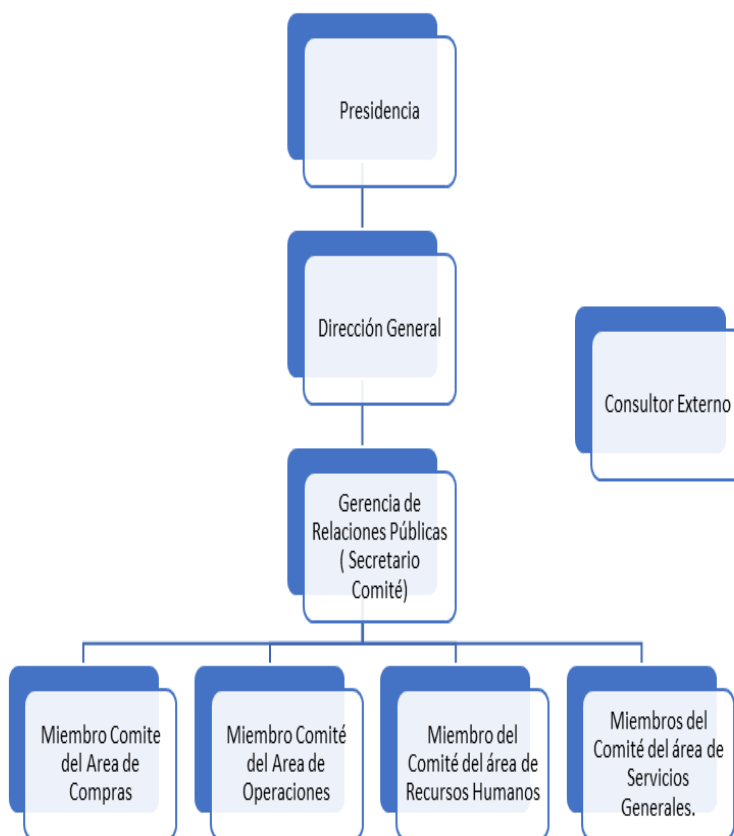 Presidencia
Dirección General
Consultor Externo
Gerencia de
Relaciones Públicas
( Secretario
Comité)
Miembro Comite
del Area de
Compras
Miembro Comité
del Area de
Operaciones
Miembro del
Comité del área de
Recursos Humanos
Miembros del
Comité del área de
Servicios
Generales.